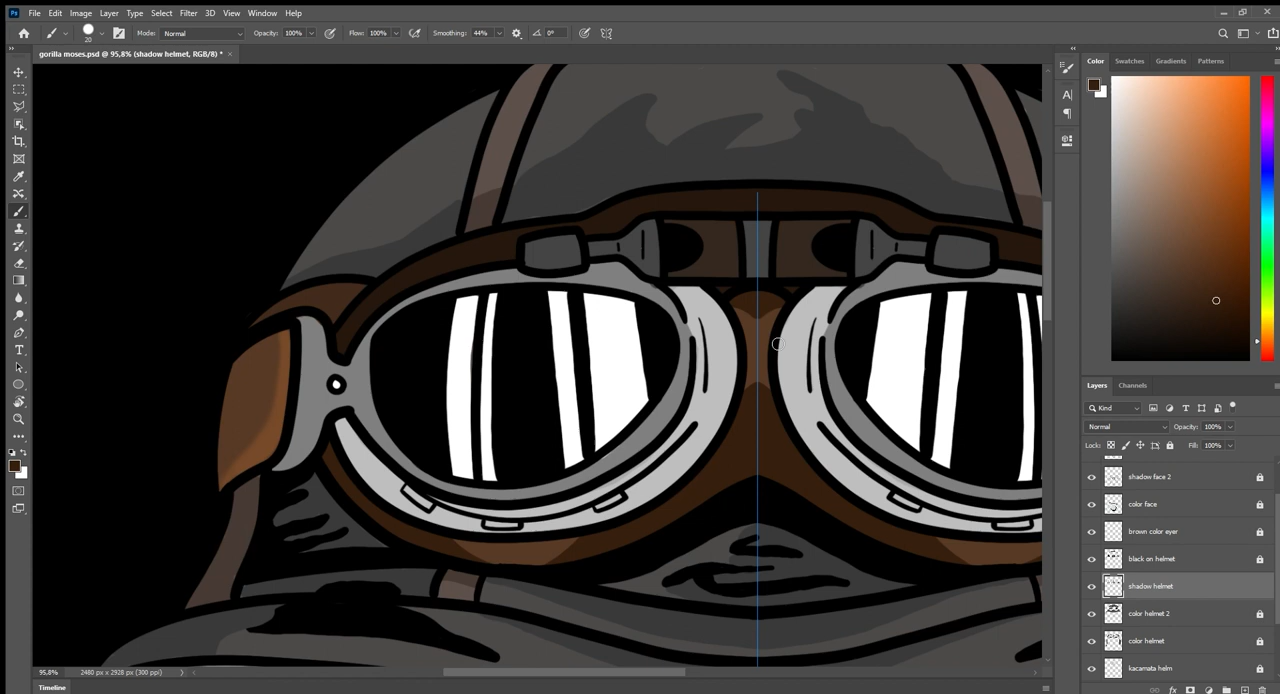 Ps File Edit Image Layer Type Select Filter 3D View Window Help
20 Mode: Normal Opacity: 100% Flow: 100% Smoothing: 44% 0°
gorilla moses.psd @ 95,8% (shadow helmet, RGB/8) *
Color Swatches Gradients Patterns
Layers Channels
Kind
Normal Opacity: 100%
Lock: Fill: 100%
shadow face 2
color face
brown color eyer
black on helmet
shadow helmet
color helmet 2
color helmet
kacamata helm
95,8% 2480 px x 2928 px (300 ppi)
Timeline